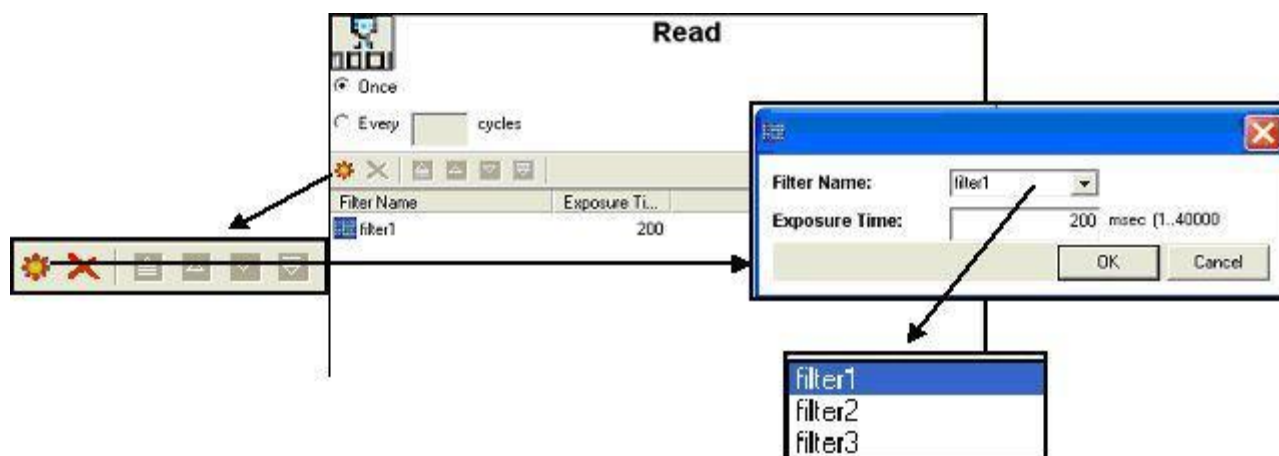 Read
Once
Every cycles
Filter Name Exposure Ti...
filter1 200
Filter Name: filter1
Exposure Time: 200 msec (1..40000
OK Cancel
filter1
filter2
filter3